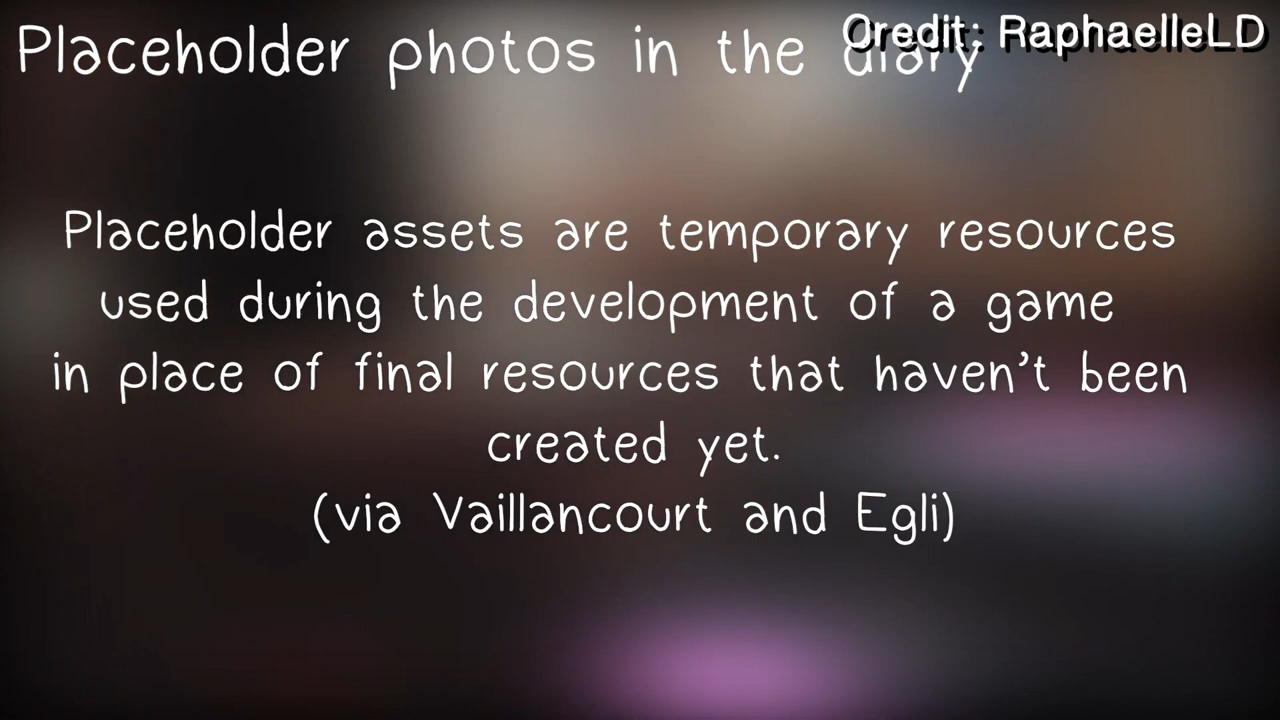 Placeholder photos in the diary
Credit: RaphaelleLD
Placeholder assets are temporary resources
used during the development of a game
in place of final resources that haven't been
created yet.
(via Vaillancourt and Egli)